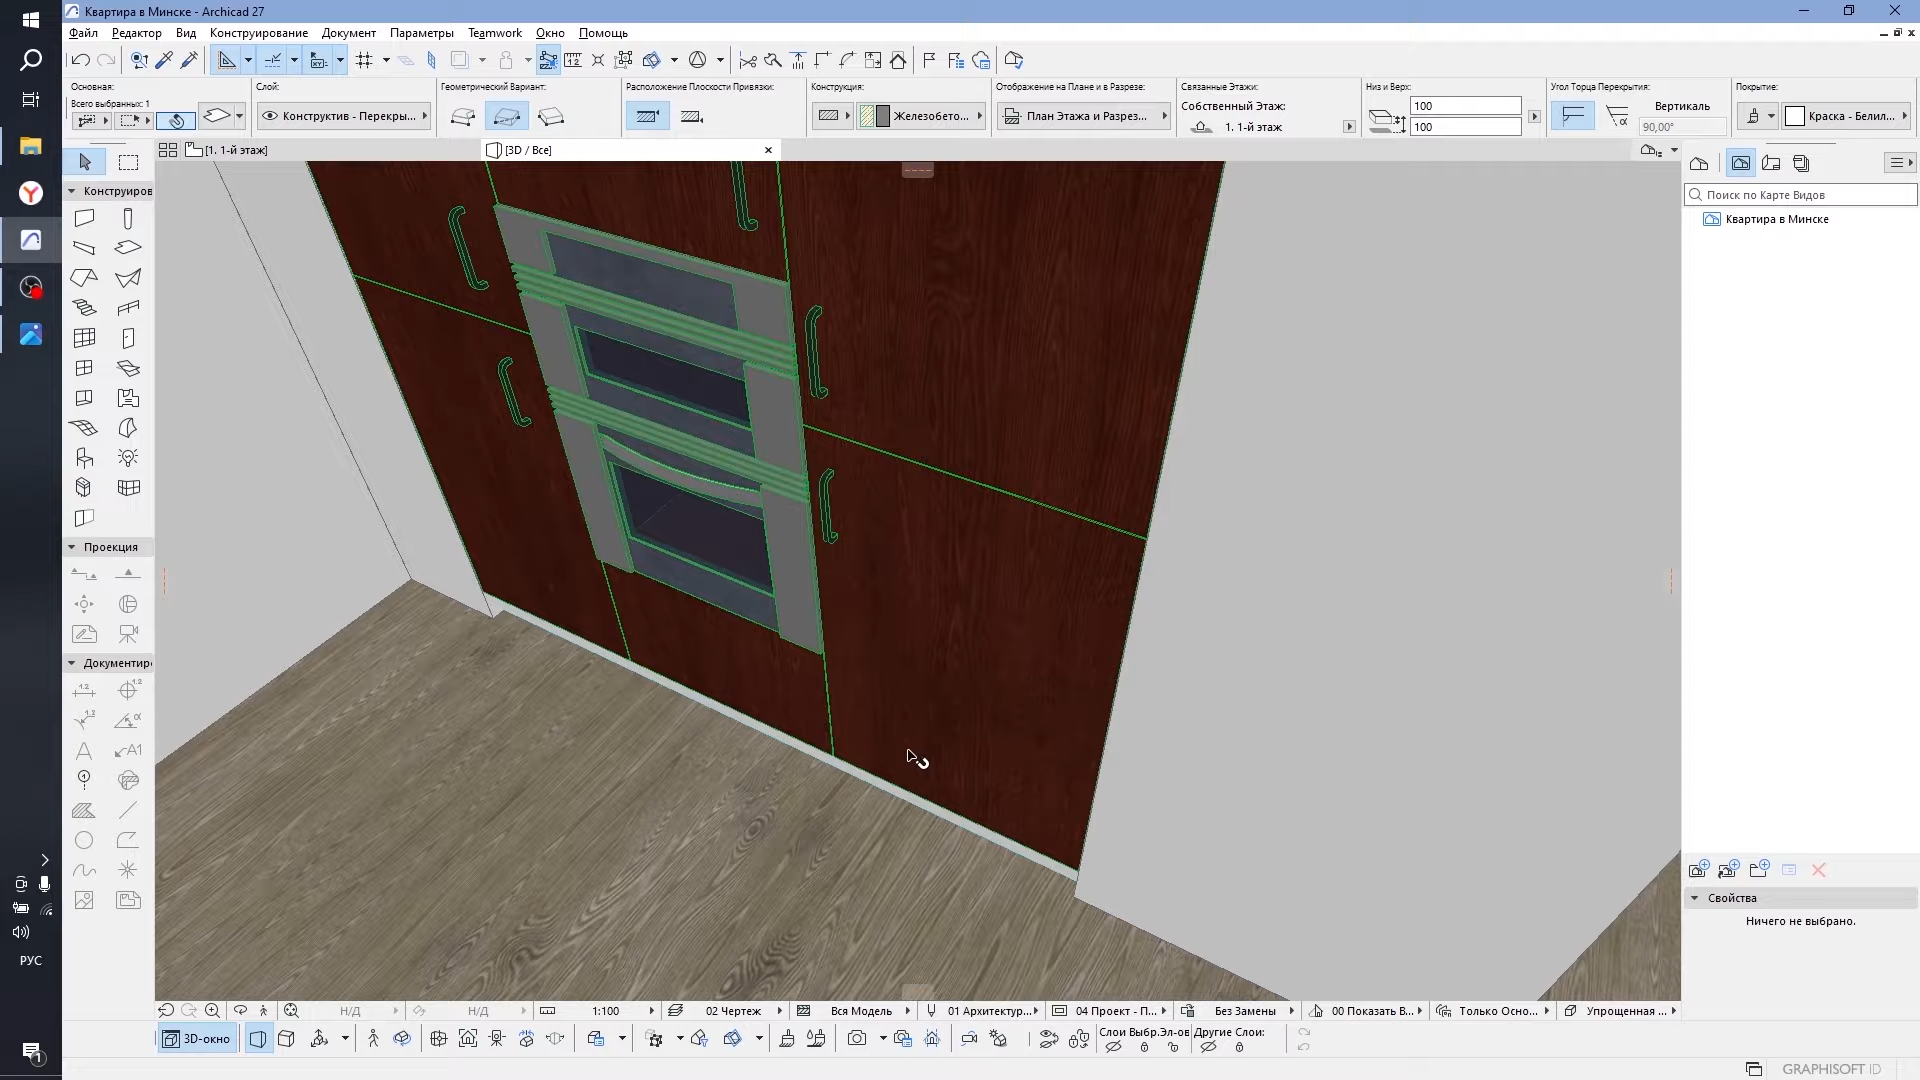 Квартира в Минске - Archicad 27
Файл Редактор Вид Конструирование Документ Параметры Teamwork Окно Помощь
Основная: Слой: Геометрический Вариант: Расположение Плоскости Привязки: Конструкция: Отображение на Плане и в Разрезе: Связанные Этажи: Низ и Верх: Угол Торца Перекрытия: Покрытие:
Всего выбранных: 1
Конструктив - Перекры... Железобето... План Этажа и Разрез... Собственный Этаж: 100 Вертикаль Краска - Белил...
1. 1-й этаж 100 90,00°
[1. 1-й этаж] [3D / Все]
Конструиров
Поиск по Карте Видов
Квартира в Минске
Проекция
Документир
Свойства
Ничего не выбрано.
РУС
Н/Д Н/Д 1:100 02 Чертеж Вся Модель 01 Архитектур... 04 Проект - П... Без Замены 00 Показать В... Только Осно... Упрощенная ...
3D-окно Слои Выбр.Эл-ов Другие Слои:
1
GRAPHISOFT ID